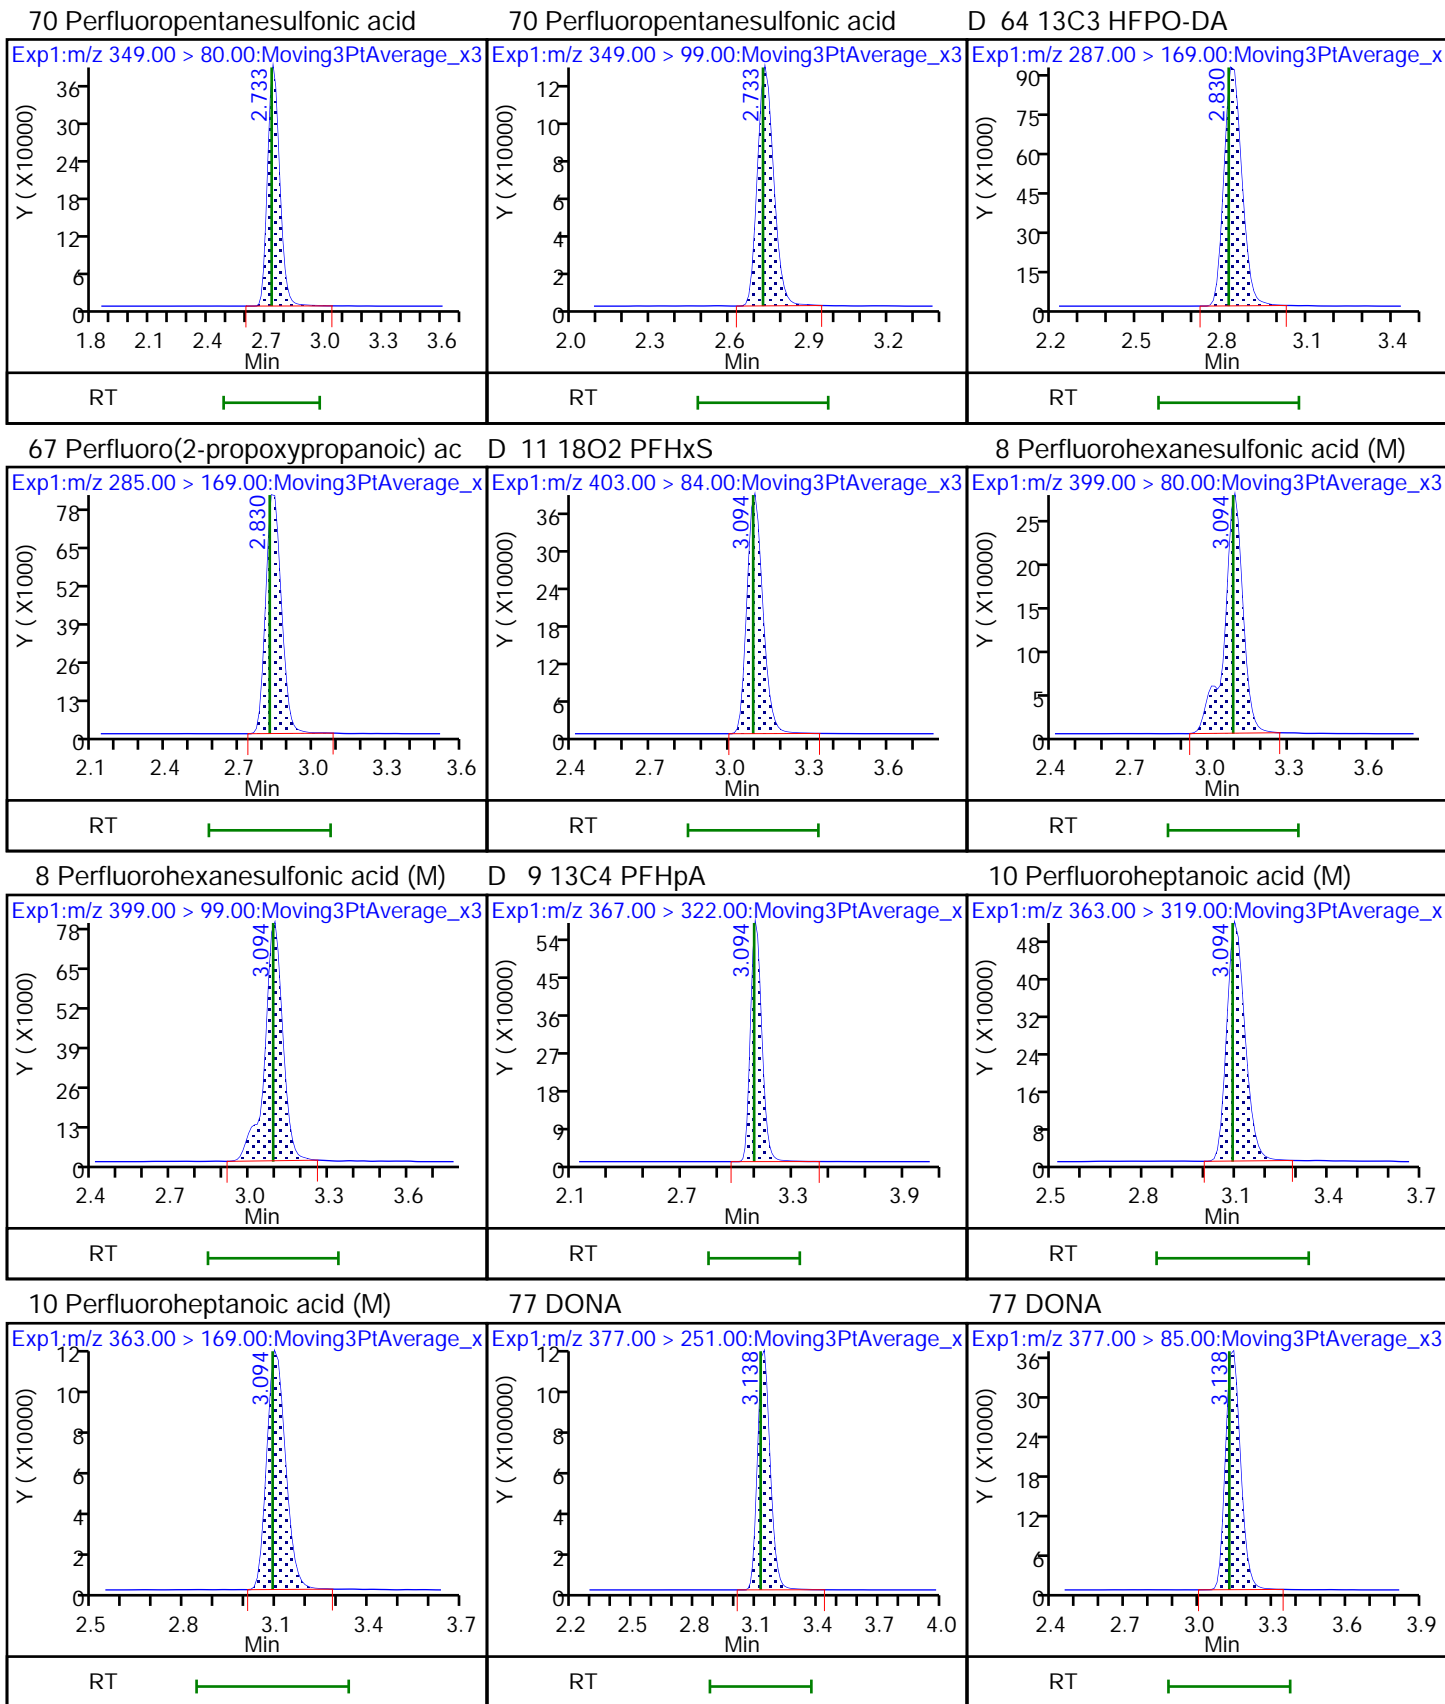 70 Perfluoropentanesulfonic acid
Exp1:m/z 349.00 > 80.00:Moving3PtAverage_x3
2.733
Y ( X10000)
36
30
24
18
12
6
0
1.8 2.1 2.4 2.7 3.0 3.3 3.6
Min
RT
70 Perfluoropentanesulfonic acid
Exp1:m/z 349.00 > 99.00:Moving3PtAverage_x3
2.733
Y ( X10000)
12
10
8
6
4
2
0
2.0 2.3 2.6 2.9 3.2
Min
RT
D 64 13C3 HFPO-DA
Exp1:m/z 287.00 > 169.00:Moving3PtAverage_x
2.830
Y ( X1000)
90
75
60
45
30
15
0
2.2 2.5 2.8 3.1 3.4
Min
RT
67 Perfluoro(2-propoxypropanoic) ac
Exp1:m/z 285.00 > 169.00:Moving3PtAverage_x
2.830
Y ( X1000)
78
65
52
39
26
13
0
2.1 2.4 2.7 3.0 3.3 3.6
Min
RT
D 11 18O2 PFHxS
Exp1:m/z 403.00 > 84.00:Moving3PtAverage_x3
3.094
Y ( X10000)
36
30
24
18
12
6
0
2.4 2.7 3.0 3.3 3.6
Min
RT
8 Perfluorohexanesulfonic acid (M)
Exp1:m/z 399.00 > 80.00:Moving3PtAverage_x3
3.094
Y ( X10000)
25
20
15
10
5
0
2.4 2.7 3.0 3.3 3.6
Min
RT
8 Perfluorohexanesulfonic acid (M)
Exp1:m/z 399.00 > 99.00:Moving3PtAverage_x3
3.094
Y ( X1000)
78
65
52
39
26
13
0
2.4 2.7 3.0 3.3 3.6
Min
RT
D 9 13C4 PFHpA
Exp1:m/z 367.00 > 322.00:Moving3PtAverage_x
3.094
Y ( X10000)
54
45
36
27
18
9
0
2.1 2.7 3.3 3.9
Min
RT
10 Perfluoroheptanoic acid (M)
Exp1:m/z 363.00 > 319.00:Moving3PtAverage_x
3.094
Y ( X10000)
48
40
32
24
16
8
0
2.5 2.8 3.1 3.4 3.7
Min
RT
10 Perfluoroheptanoic acid (M)
Exp1:m/z 363.00 > 169.00:Moving3PtAverage_x
3.094
Y ( X10000)
12
10
8
6
4
2
0
2.5 2.8 3.1 3.4 3.7
Min
RT
77 DONA
Exp1:m/z 377.00 > 251.00:Moving3PtAverage_x
3.138
Y ( X100000)
12
10
8
6
4
2
0
2.2 2.5 2.8 3.1 3.4 3.7 4.0
Min
RT
77 DONA
Exp1:m/z 377.00 > 85.00:Moving3PtAverage_x3
3.138
Y ( X10000)
36
30
24
18
12
6
0
2.4 2.7 3.0 3.3 3.6 3.9
Min
RT